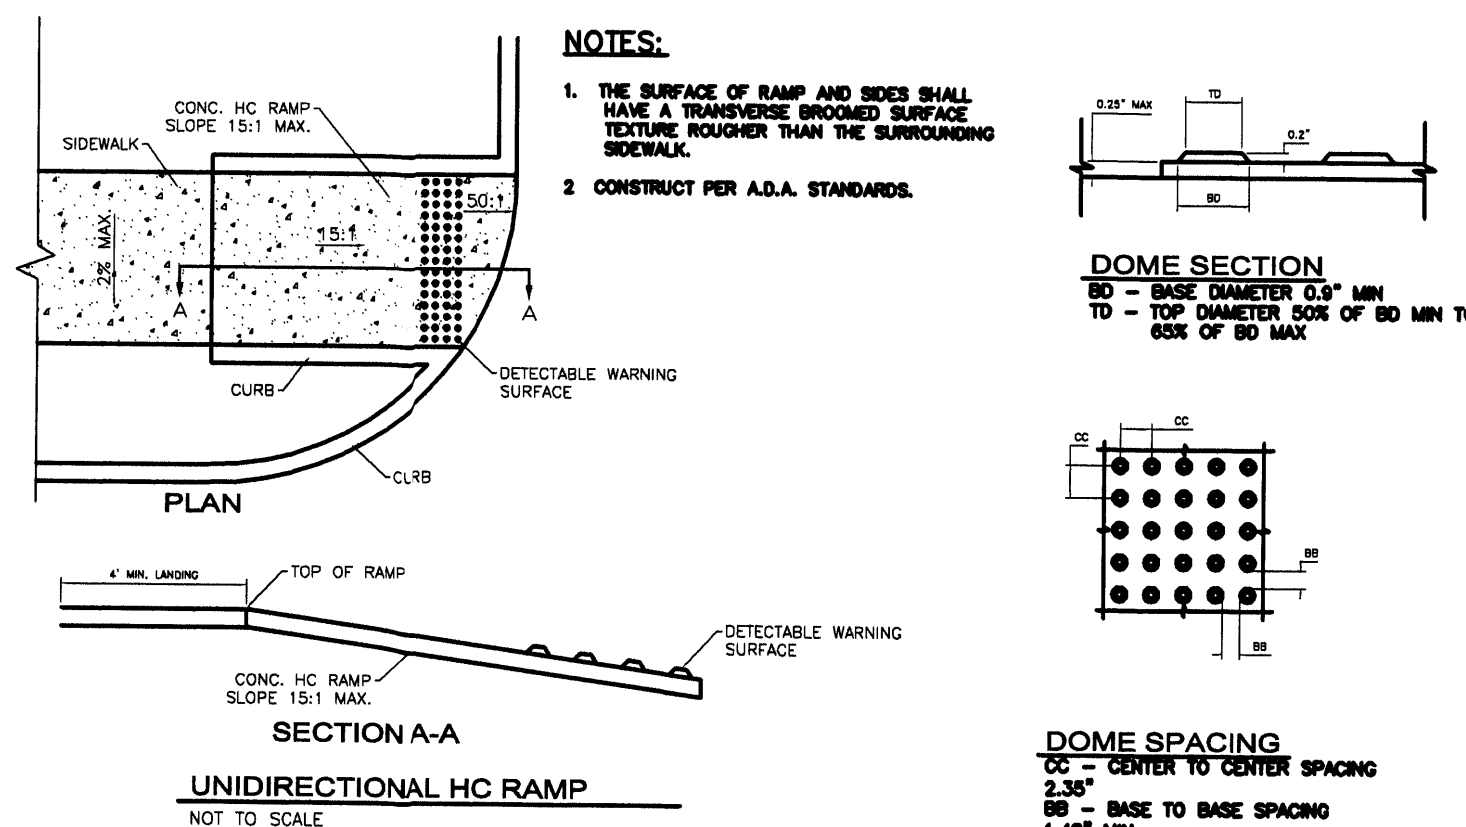 NOTES:
1. THE SURFACE OF RAMP AND SIDES SHALL
HAVE A TRANSVERSE BROOMED SURFACE
TEXTURE ROUGHER THAN THE SURROUNDING
SIDEWALK.
2 CONSTRUCT PER A.D.A. STANDARDS.
CONC. HC RAMP
SLOPE 15:1 MAX.
SIDEWALK
50:1
15:1
2% MAX
A
A
DETECTABLE WARNING
SURFACE
CURB
CURB
PLAN
4' MIN. LANDING
TOP OF RAMP
DETECTABLE WARNING
SURFACE
CONC. HC RAMP
SLOPE 15:1 MAX.
SECTION A-A
UNIDIRECTIONAL HC RAMP
NOT TO SCALE
TD
0.25" MAX
0.2"
BD
DOME SECTION
BD - BASE DIAMETER 0.9" MIN
TD - TOP DIAMETER 50% OF BD MIN
65% OF BD MAX
CC
CC
BB
BB
DOME SPACING
CC - CENTER TO CENTER SPACING
2.35"
BB - BASE TO BASE SPACING